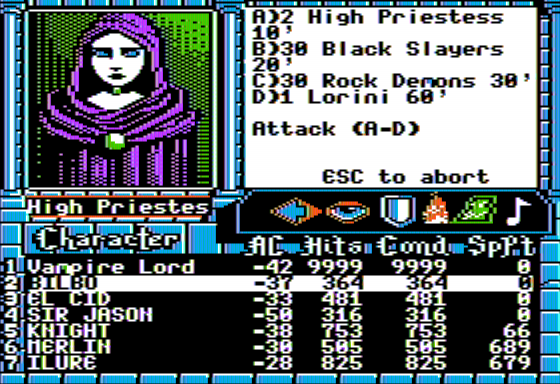 A)2 High Priestess
10'
B)30 Black Slayers
20'
C)30 Rock Demons 30'
D)1 Lorini 60'
Attack (A-D)
ESC to abort
High Priestes
Character AC Hits Cond SpPt
1 Vampire Lord -42 9999 9999 0
2 BILBO -37 364 364 0
3 EL CID -33 481 481 0
4 SIR JASON -50 316 316 0
5 KNIGHT -38 753 753 66
6 MERLIN -30 505 505 689
7 ILURE -28 825 825 679